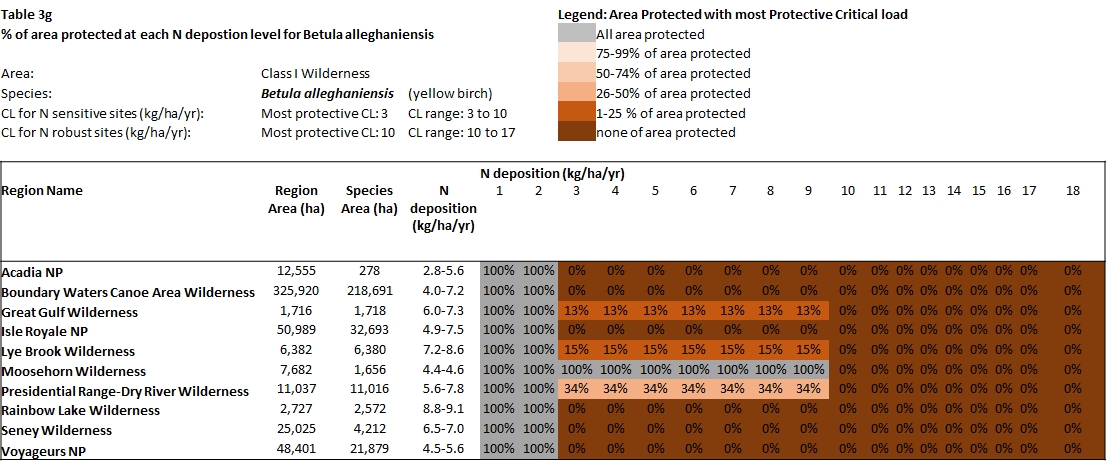 Table 3g
% of area protected at each N depostion level for Betula alleghaniensis
Area: Class I Wilderness
Species: Betula alleghaniensis (yellow birch)
CL for N sensitive sites (kg/ha/yr): Most protective CL: 3 CL range: 3 to 10
CL for N robust sites (kg/ha/yr): Most protective CL: 10 CL range: 10 to 17
Legend: Area Protected with most Protective Critical load
All area protected
75-99% of area protected
50-74% of area protected
26-50% of area protected
1-25 % of area protected
none of area protected
N deposition (kg/ha/yr)
Region Name Region Area (ha) Species Area (ha) N deposition (kg/ha/yr) 1 2 3 4 5 6 7 8 9 10 11 12 13 14 15 16 17 18
Acadia NP 12,555 278 2.8-5.6 100% 100% 0% 0% 0% 0% 0% 0% 0% 0% 0% 0% 0% 0% 0% 0% 0% 0%
Boundary Waters Canoe Area Wilderness 325,920 218,691 4.0-7.2 100% 100% 0% 0% 0% 0% 0% 0% 0% 0% 0% 0% 0% 0% 0% 0% 0% 0%
Great Gulf Wilderness 1,716 1,718 6.0-7.3 100% 100% 13% 13% 13% 13% 13% 13% 13% 0% 0% 0% 0% 0% 0% 0% 0% 0%
Isle Royale NP 50,989 32,693 4.9-7.5 100% 100% 0% 0% 0% 0% 0% 0% 0% 0% 0% 0% 0% 0% 0% 0% 0% 0%
Lye Brook Wilderness 6,382 6,380 7.2-8.6 100% 100% 15% 15% 15% 15% 15% 15% 15% 0% 0% 0% 0% 0% 0% 0% 0% 0%
Moosehorn Wilderness 7,682 1,656 4.4-4.6 100% 100% 100% 100% 100% 100% 100% 100% 100% 0% 0% 0% 0% 0% 0% 0% 0% 0%
Presidential Range-Dry River Wilderness 11,037 11,016 5.6-7.8 100% 100% 34% 34% 34% 34% 34% 34% 34% 0% 0% 0% 0% 0% 0% 0% 0% 0%
Rainbow Lake Wilderness 2,727 2,572 8.8-9.1 100% 100% 0% 0% 0% 0% 0% 0% 0% 0% 0% 0% 0% 0% 0% 0% 0% 0%
Seney Wilderness 25,025 4,212 6.5-7.0 100% 100% 0% 0% 0% 0% 0% 0% 0% 0% 0% 0% 0% 0% 0% 0% 0% 0%
Voyageurs NP 48,401 21,879 4.5-5.6 100% 100% 0% 0% 0% 0% 0% 0% 0% 0% 0% 0% 0% 0% 0% 0% 0% 0%